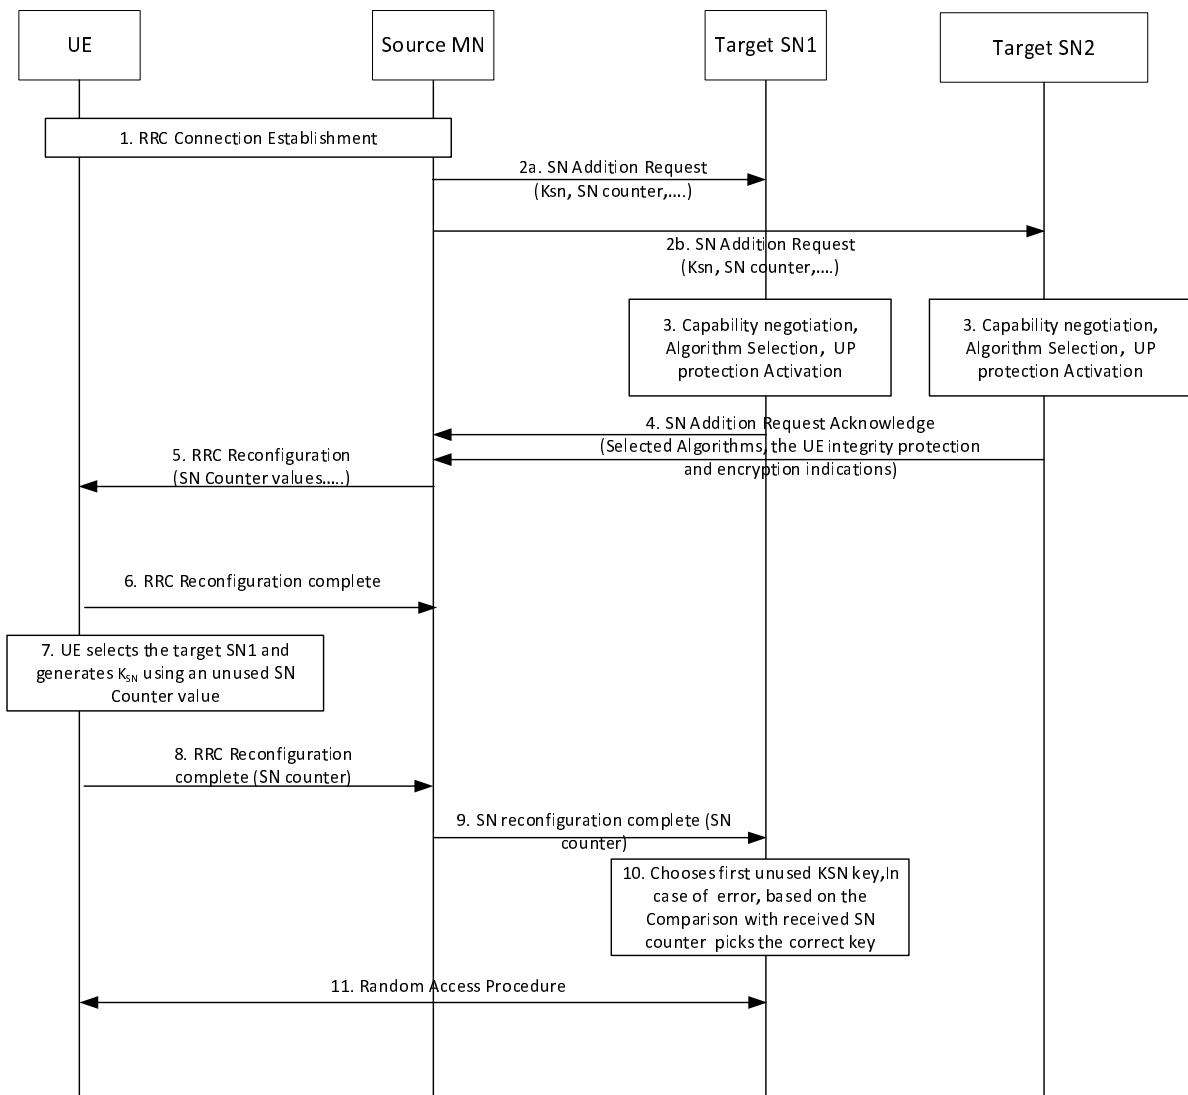 UE
Source MN
Target SN1
Target SN2
1. RRC Connection Establishment
2a. SN Addition Request
(Ksn, SN counter,....)
2b. SN Addition Request
(Ksn, SN counter,....)
3. Capability negotiation,
Algorithm Selection, UP
protection Activation
3. Capability negotiation,
Algorithm Selection, UP
protection Activation
4. SN Addition Request Acknowledge
(Selected Algorithms, the UE integrity protection
and encryption indications)
5. RRC Reconfiguration
(SN Counter values.....)
6. RRC Reconfiguration complete
7. UE selects the target SN1 and
generates KSN using an unused SN
Counter value
8. RRC Reconfiguration
complete (SN counter)
9. SN reconfiguration complete (SN
counter)
10. Chooses first unused KSN key,In
case of error, based on the
Comparison with received SN
counter picks the correct key
11. Random Access Procedure